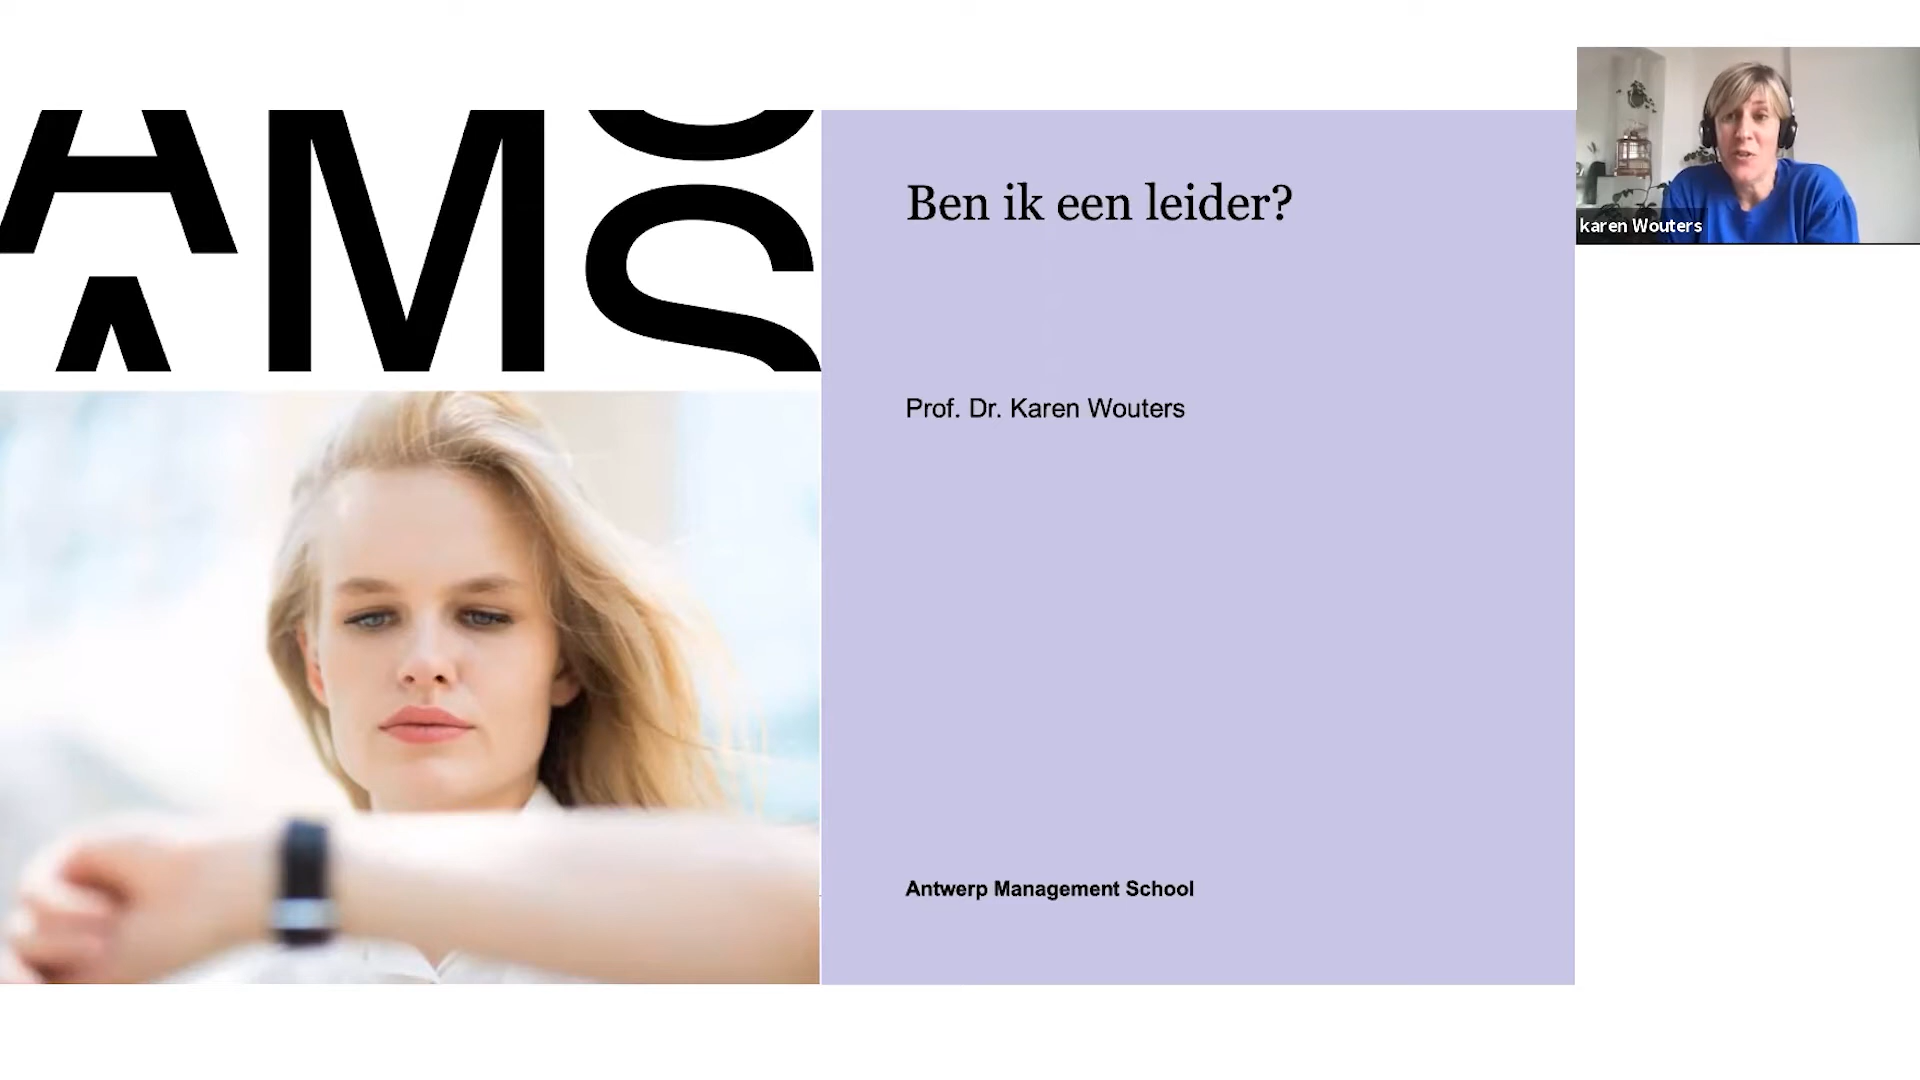 AMS
Ben ik een leider?
karen Wouters
Prof. Dr. Karen Wouters
Antwerp Management School